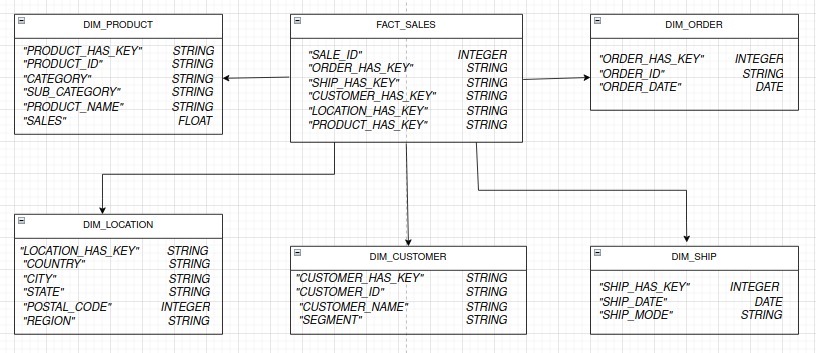 DIM_PRODUCT
"PRODUCT_HAS_KEY" STRING
"PRODUCT_ID" STRING
"CATEGORY" STRING
"SUB_CATEGORY" STRING
"PRODUCT_NAME" STRING
"SALES" FLOAT
FACT_SALES
"SALE_ID" INTEGER
"ORDER_HAS_KEY" STRING
"SHIP_HAS_KEY" STRING
"CUSTOMER_HAS_KEY" STRING
"LOCATION_HAS_KEY" STRING
"PRODUCT_HAS_KEY" STRING
DIM_ORDER
"ORDER_HAS_KEY" INTEGER
"ORDER_ID" STRING
"ORDER_DATE" DATE
DIM_LOCATION
"LOCATION_HAS_KEY" STRING
"COUNTRY" STRING
"CITY" STRING
"STATE" STRING
"POSTAL_CODE" INTEGER
"REGION" STRING
DIM_CUSTOMER
"CUSTOMER_HAS_KEY" STRING
"CUSTOMER_ID" STRING
"CUSTOMER_NAME" STRING
"SEGMENT" STRING
DIM_SHIP
"SHIP_HAS_KEY" INTEGER
"SHIP_DATE" DATE
"SHIP_MODE" STRING